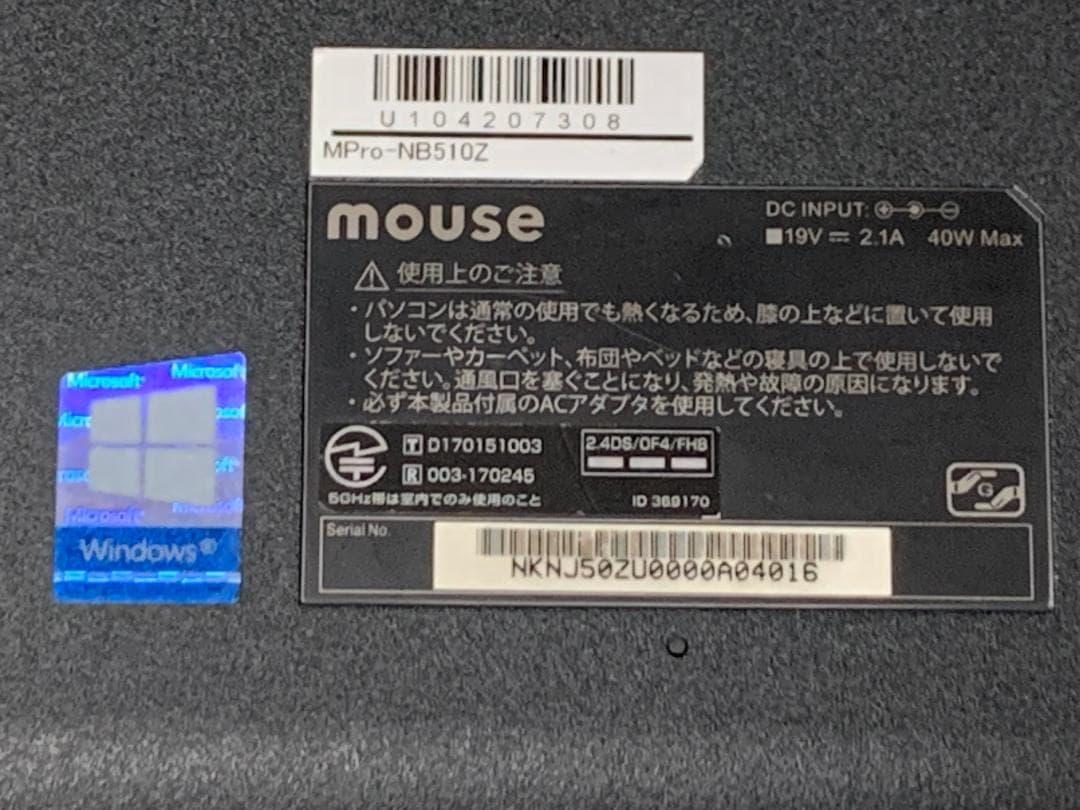 U104207308
MPro-NB510Z
mouse
DC INPUT:
19V 2.1A 40W Max
使用上のご注意
・パソコンは通常の使用でも熱くなるため、膝の上などに置いて使用
しないでください。
・ソファーやカーペット、布団やベッドなどの寝具の上で使用しないで
ください。通風口を塞ぐことになり、発熱や故障の原因になります。
・必ず本製品付属のACアダプタを使用してください。
T D170151003
R 003-170245
2.4DS/OF4/FH8
5GHz帯は室内でのみ使用のこと
ID 369170
G
Serial No.
NKNJ50ZU0000A04016
Microsoft Microsoft
Microsoft
Windows®